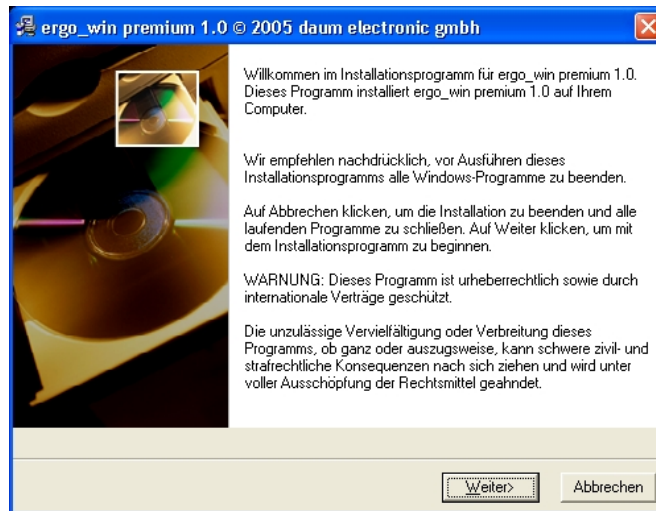 ergo_win premium 1.0 © 2005 daum electronic gmbh
Willkommen im Installationsprogramm für ergo_win premium 1.0.
Dieses Programm installiert ergo_win premium 1.0 auf Ihrem
Computer.
Wir empfehlen nachdrücklich, vor Ausführen dieses
Installationsprogramms alle Windows-Programme zu beenden.
Auf Abbrechen klicken, um die Installation zu beenden und alle
laufenden Programme zu schließen. Auf Weiter klicken, um mit
dem Installationsprogramm zu beginnen.
WARNUNG: Dieses Programm ist urheberrechtlich sowie durch
internationale Verträge geschützt.
Die unzulässige Vervielfältigung oder Verbreitung dieses
Programms, ob ganz oder auszugsweise, kann schwere zivil- und
strafrechtliche Konsequenzen nach sich ziehen und wird unter
voller Ausschöpfung der Rechtsmittel geahndet.
Weiter>
Abbrechen